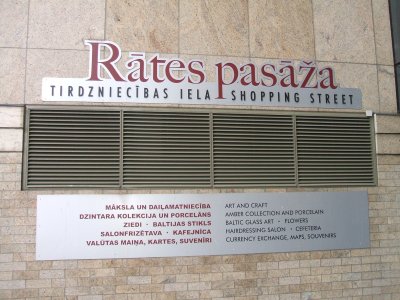 Rātes pasāža
TIRDZNIECĪBAS IELA SHOPPING STREET
MĀKSLA UN DAIĻAMATNIECĪBA ART AND CRAFT
DZINTARA KOLEKCIJA UN PORCELĀNS AMBER COLLECTION AND PORCELAIN
ZIEDI · BALTIJAS STIKLS BALTIC GLASS ART · FLOWERS
SALONFRIZĒTAVA · KAFEJNĪCA HAIRDRESSING SALON · CEFETERIA
VALŪTAS MAIŅA, KARTES, SUVENĪRI CURRENCY EXCHANGE, MAPS, SOUVENIRS